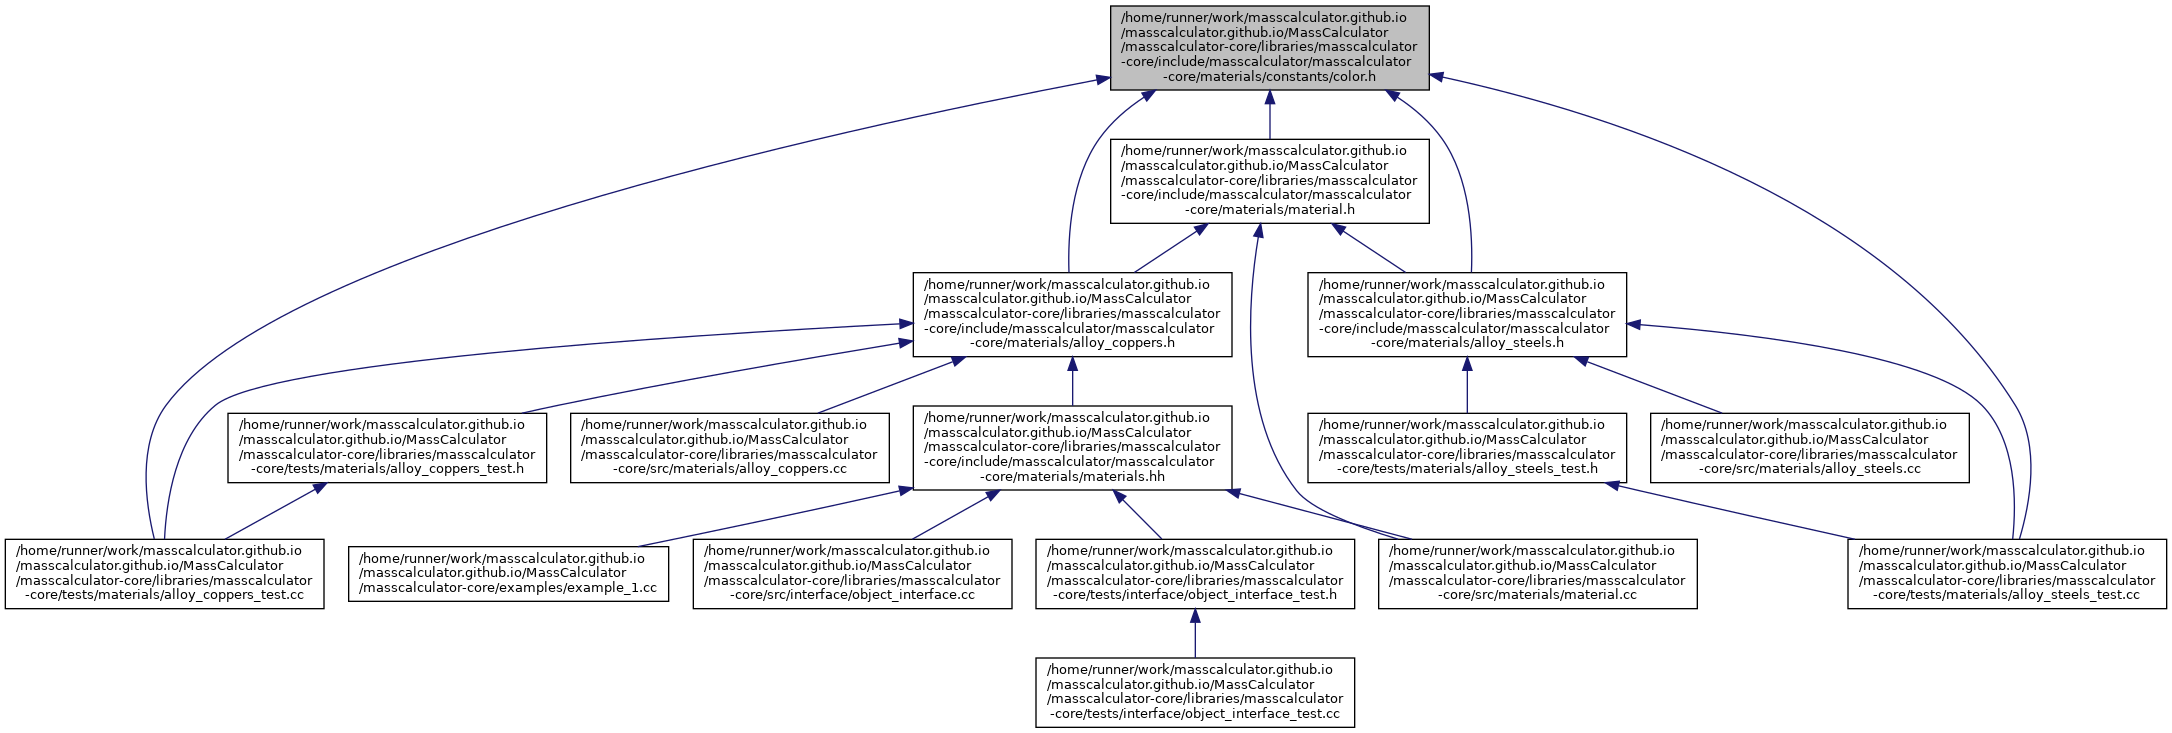 /home/runner/work/masscalculator.github.io
/masscalculator.github.io/MassCalculator
/masscalculator-core/libraries/masscalculator
-core/include/masscalculator/masscalculator
-core/materials/constants/color.h
/home/runner/work/masscalculator.github.io
/masscalculator.github.io/MassCalculator
/masscalculator-core/libraries/masscalculator
-core/include/masscalculator/masscalculator
-core/materials/material.h
/home/runner/work/masscalculator.github.io
/masscalculator.github.io/MassCalculator
/masscalculator-core/libraries/masscalculator
-core/include/masscalculator/masscalculator
-core/materials/alloy_coppers.h
/home/runner/work/masscalculator.github.io
/masscalculator.github.io/MassCalculator
/masscalculator-core/libraries/masscalculator
-core/include/masscalculator/masscalculator
-core/materials/alloy_steels.h
/home/runner/work/masscalculator.github.io
/masscalculator.github.io/MassCalculator
/masscalculator-core/libraries/masscalculator
-core/tests/materials/alloy_coppers_test.h
/home/runner/work/masscalculator.github.io
/masscalculator.github.io/MassCalculator
/masscalculator-core/libraries/masscalculator
-core/src/materials/alloy_coppers.cc
/home/runner/work/masscalculator.github.io
/masscalculator.github.io/MassCalculator
/masscalculator-core/libraries/masscalculator
-core/include/masscalculator/masscalculator
-core/materials/materials.hh
/home/runner/work/masscalculator.github.io
/masscalculator.github.io/MassCalculator
/masscalculator-core/libraries/masscalculator
-core/tests/materials/alloy_steels_test.h
/home/runner/work/masscalculator.github.io
/masscalculator.github.io/MassCalculator
/masscalculator-core/libraries/masscalculator
-core/src/materials/alloy_steels.cc
/home/runner/work/masscalculator.github.io
/masscalculator.github.io/MassCalculator
/masscalculator-core/libraries/masscalculator
-core/tests/materials/alloy_coppers_test.cc
/home/runner/work/masscalculator.github.io
/masscalculator.github.io/MassCalculator
/masscalculator-core/examples/example_1.cc
/home/runner/work/masscalculator.github.io
/masscalculator.github.io/MassCalculator
/masscalculator-core/libraries/masscalculator
-core/src/interface/object_interface.cc
/home/runner/work/masscalculator.github.io
/masscalculator.github.io/MassCalculator
/masscalculator-core/libraries/masscalculator
-core/tests/interface/object_interface_test.h
/home/runner/work/masscalculator.github.io
/masscalculator.github.io/MassCalculator
/masscalculator-core/libraries/masscalculator
-core/src/materials/material.cc
/home/runner/work/masscalculator.github.io
/masscalculator.github.io/MassCalculator
/masscalculator-core/libraries/masscalculator
-core/tests/materials/alloy_steels_test.cc
/home/runner/work/masscalculator.github.io
/masscalculator.github.io/MassCalculator
/masscalculator-core/libraries/masscalculator
-core/tests/interface/object_interface_test.cc